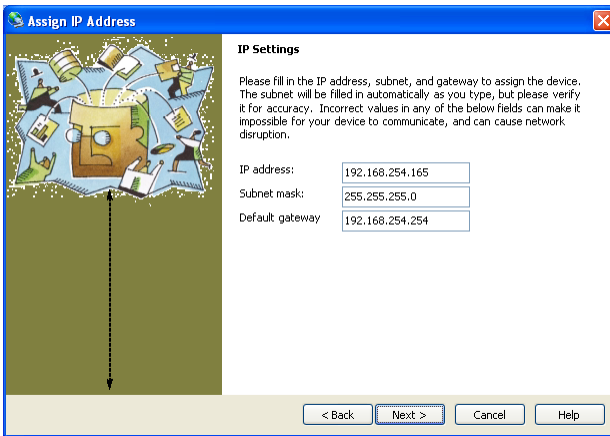 Assign IP Address
IP Settings
Please fill in the IP address, subnet, and gateway to assign the device.
The subnet will be filled in automatically as you type, but please verify
it for accuracy. Incorrect values in any of the below fields can make it
impossible for your device to communicate, and can cause network
disruption.
IP address: 192.168.254.165
Subnet mask: 255.255.255.0
Default gateway 192.168.254.254
< Back Next > Cancel Help